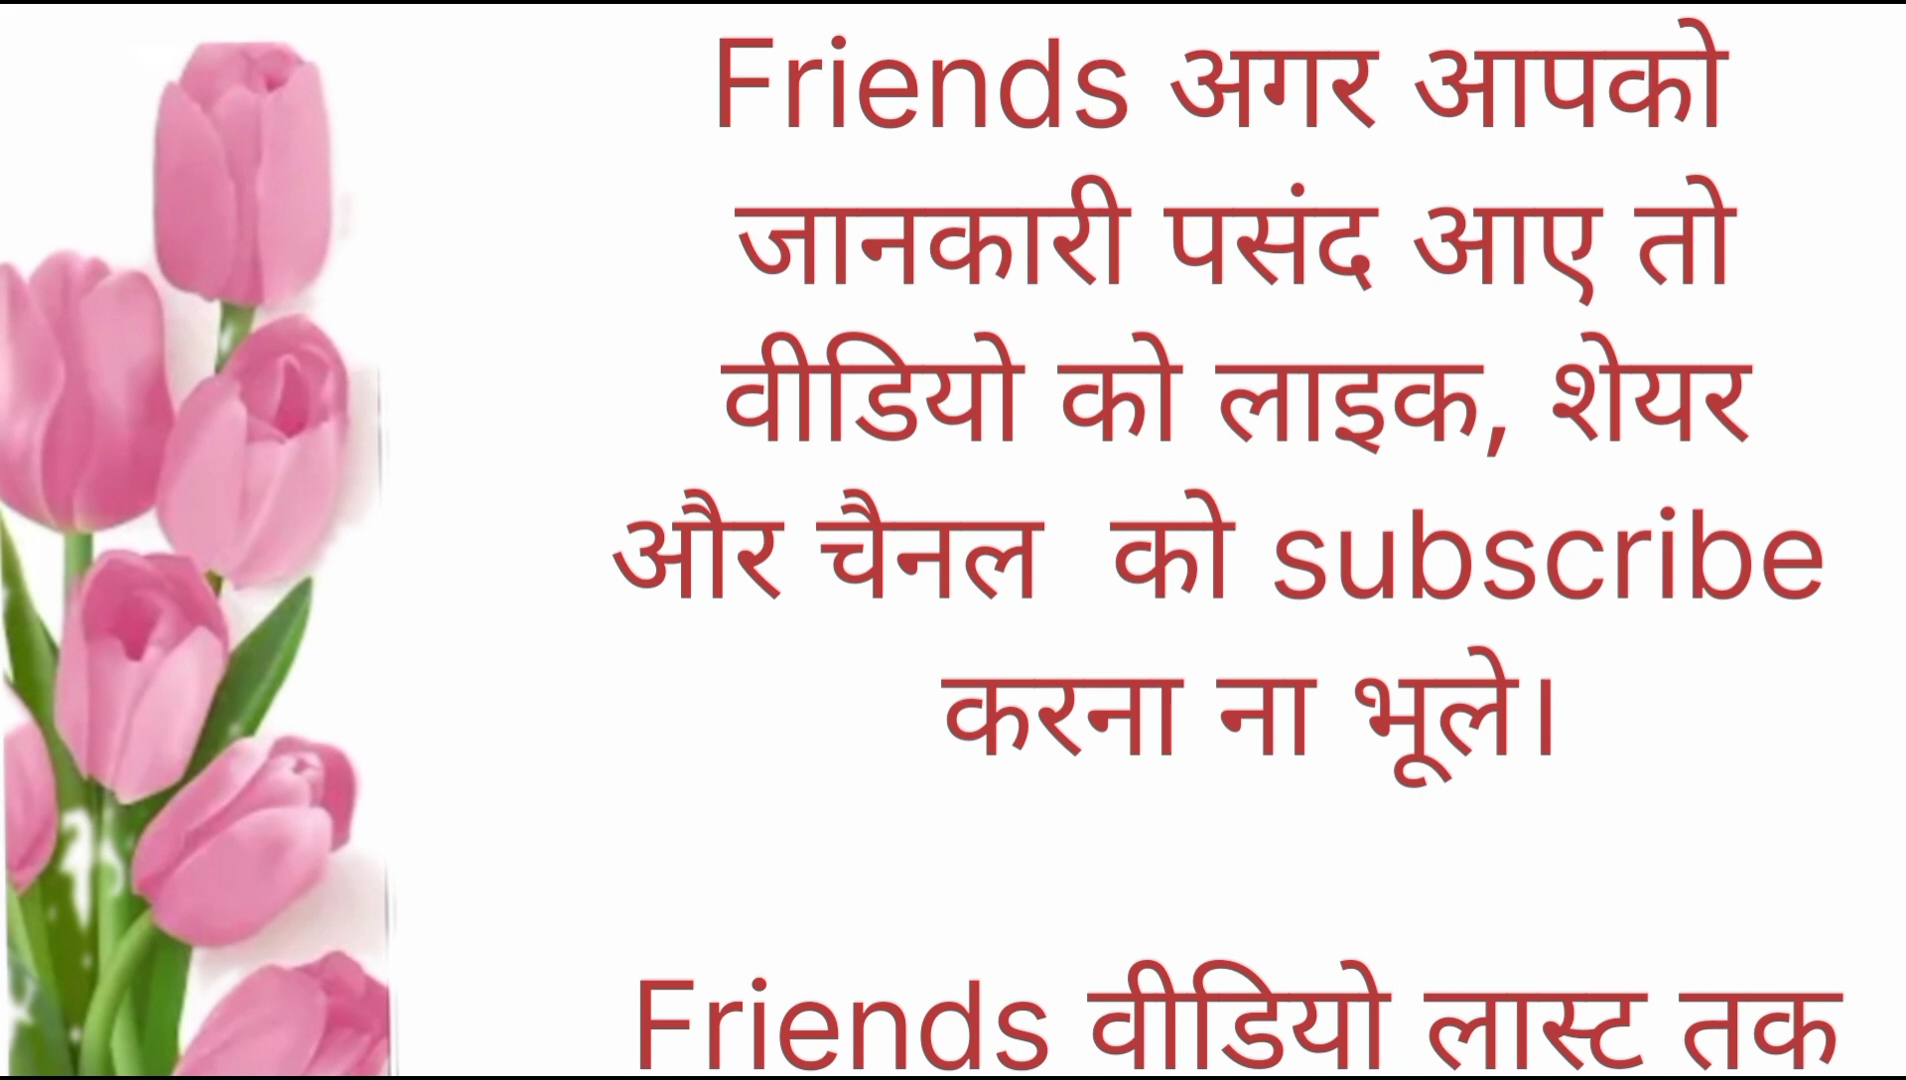 Friends अगर आपको
जानकारी पसंद आए तो
वीडियो को लाइक, शेयर
और चैनल  को subscribe
करना ना भूले।
Friends वीडियो लास्ट तक